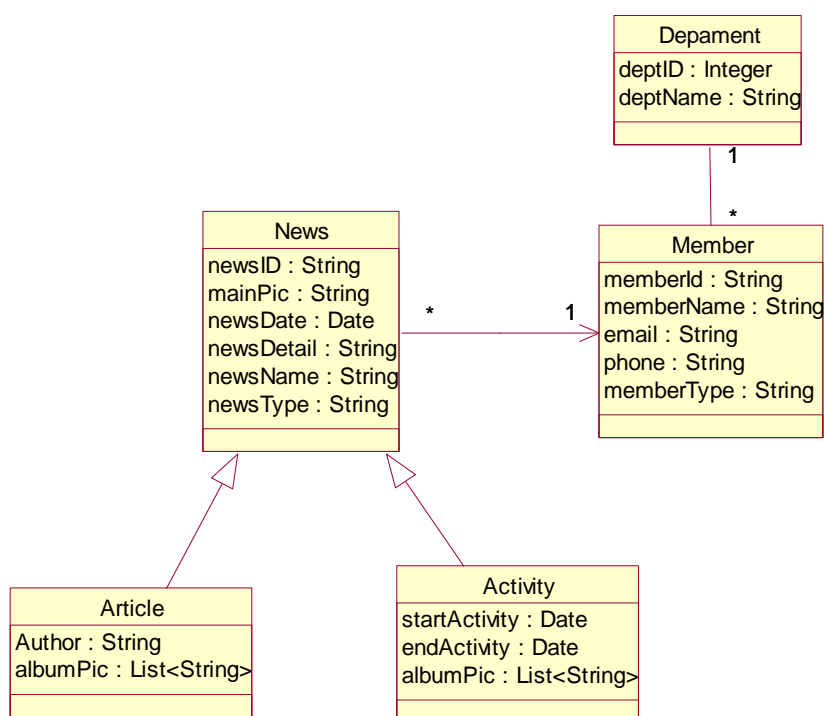 Depament
deptID : Integer
deptName : String
1
*
News
newsID : String
mainPic : String
newsDate : Date
newsDetail : String
newsName : String
newsType : String
* 1
Member
memberId : String
memberName : String
email : String
phone : String
memberType : String
Article
Author : String
albumPic : List<String>
Activity
startActivity : Date
endActivity : Date
albumPic : List<String>